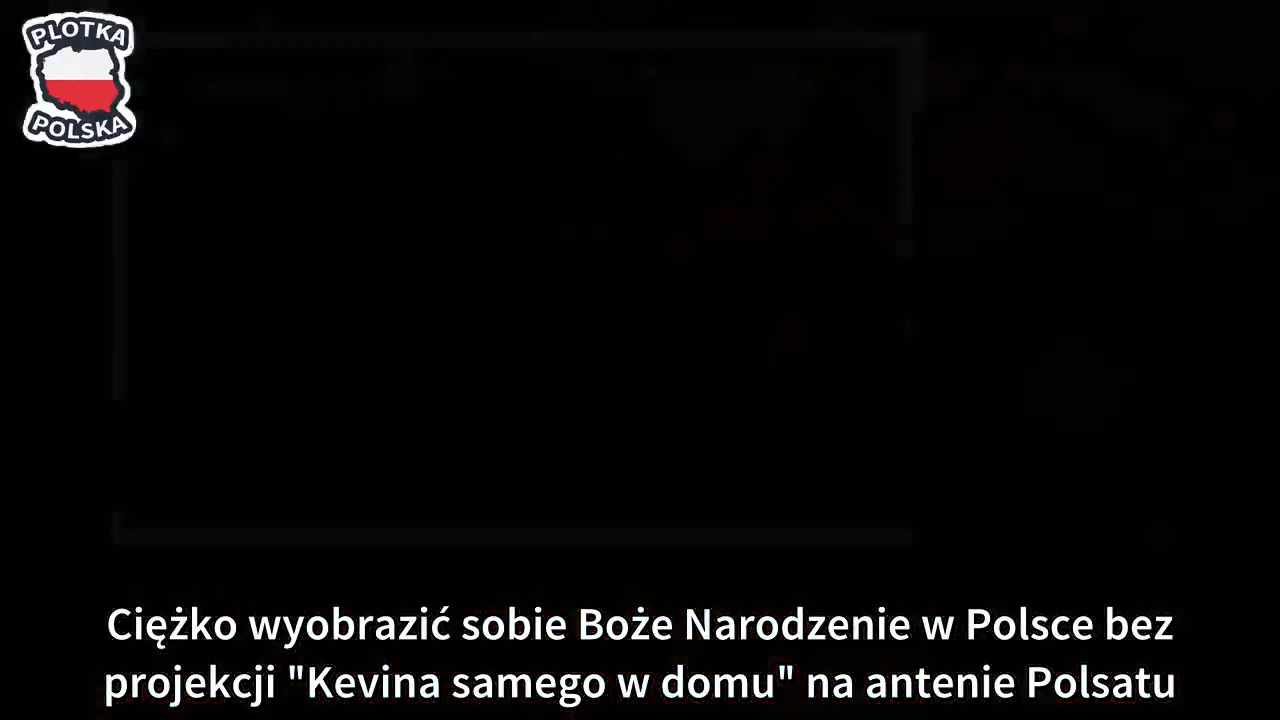 PLOTKA
POLSKA
Ciężko wyobrazić sobie Boże Narodzenie w Polsce bez
projekcji "Kevina samego w domu" na antenie Polsatu